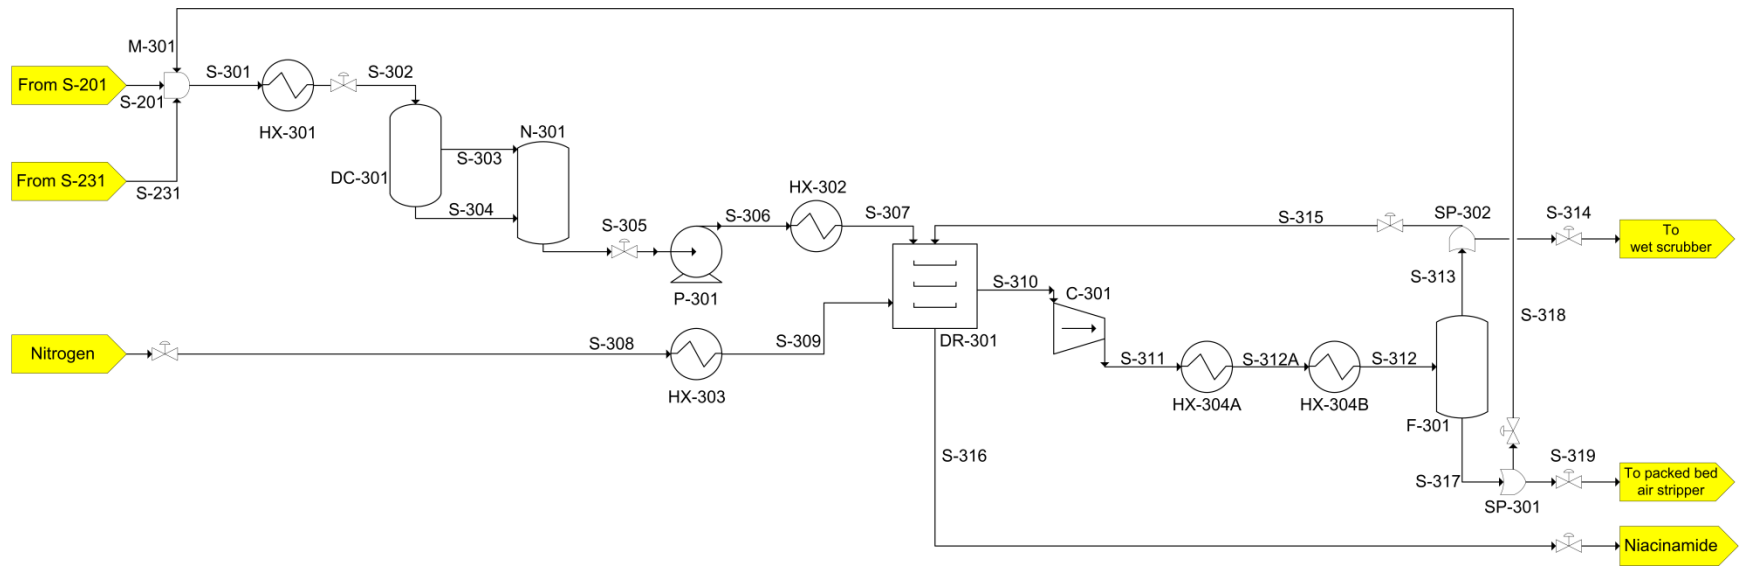 M-301
From S-201
S-201
S-301
HX-301
S-302
From S-231
S-231
DC-301
S-303
S-304
N-301
S-305
P-301
S-306
HX-302
S-307
Nitrogen
S-308
HX-303
S-309
DR-301
S-310
C-301
S-311
HX-304A
S-312A
HX-304B
S-312
F-301
S-313
S-315
SP-302
S-314
To
wet scrubber
S-318
S-316
S-317
SP-301
S-319
To packed bed
air stripper
Niacinamide